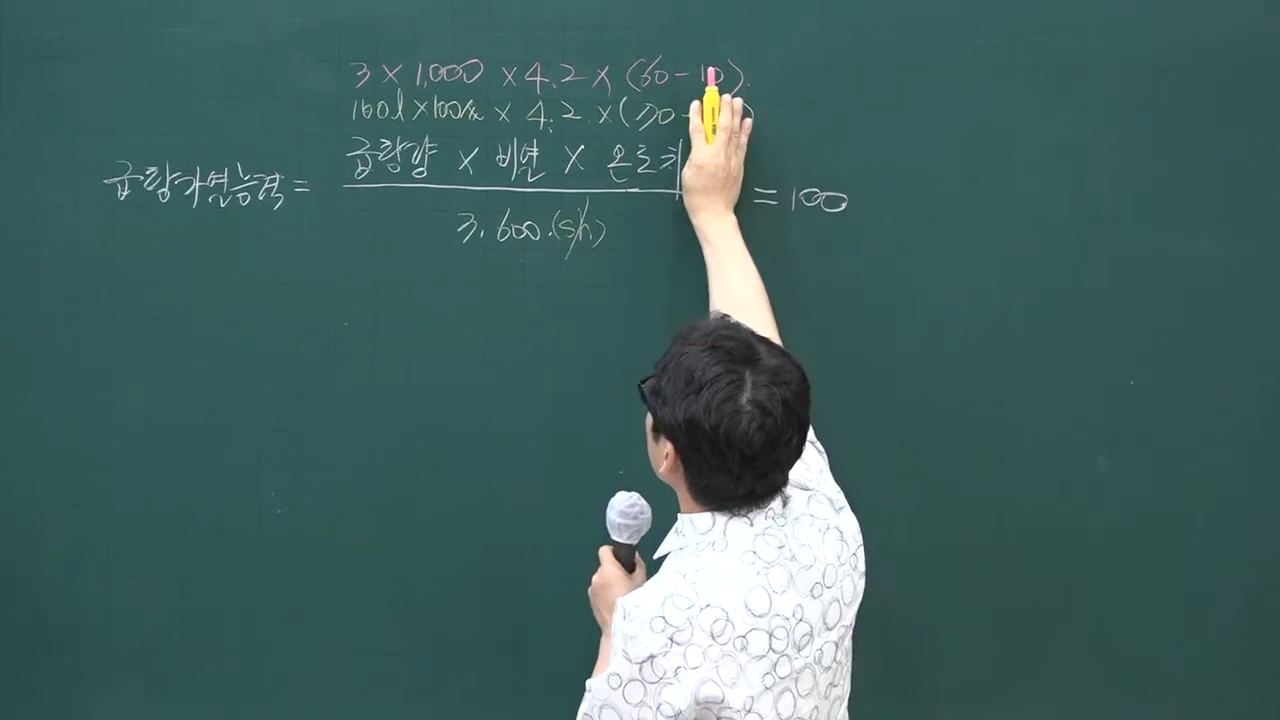 3 × 1,000 × 4.2 × (60 - 10).
160l × 100 × 4.2 × (70 -
급탕량 × 비열 × 온도차
급탕가열능력 =
= 100
3.600.(s/h)